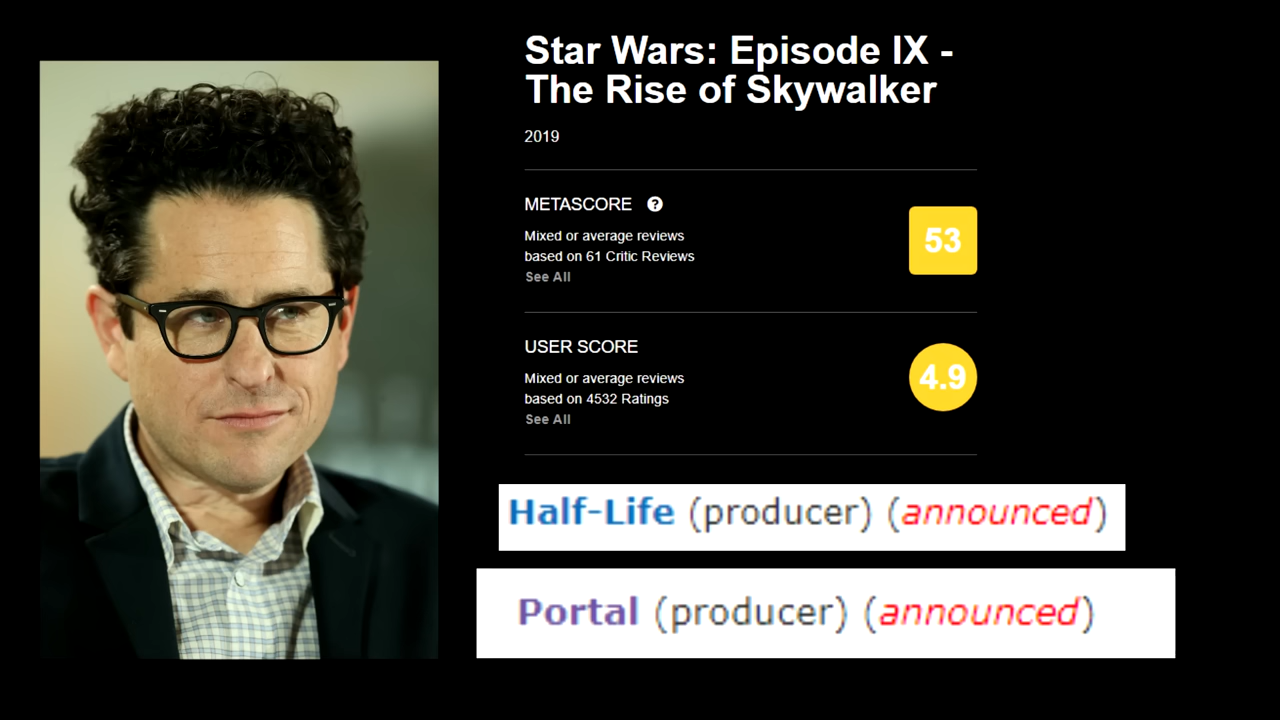 Star Wars: Episode IX -
The Rise of Skywalker
2019
METASCORE ?
Mixed or average reviews
based on 61 Critic Reviews
See All
53
USER SCORE
Mixed or average reviews
based on 4532 Ratings
See All
4.9
Half-Life (producer) (announced)
Portal (producer) (announced)